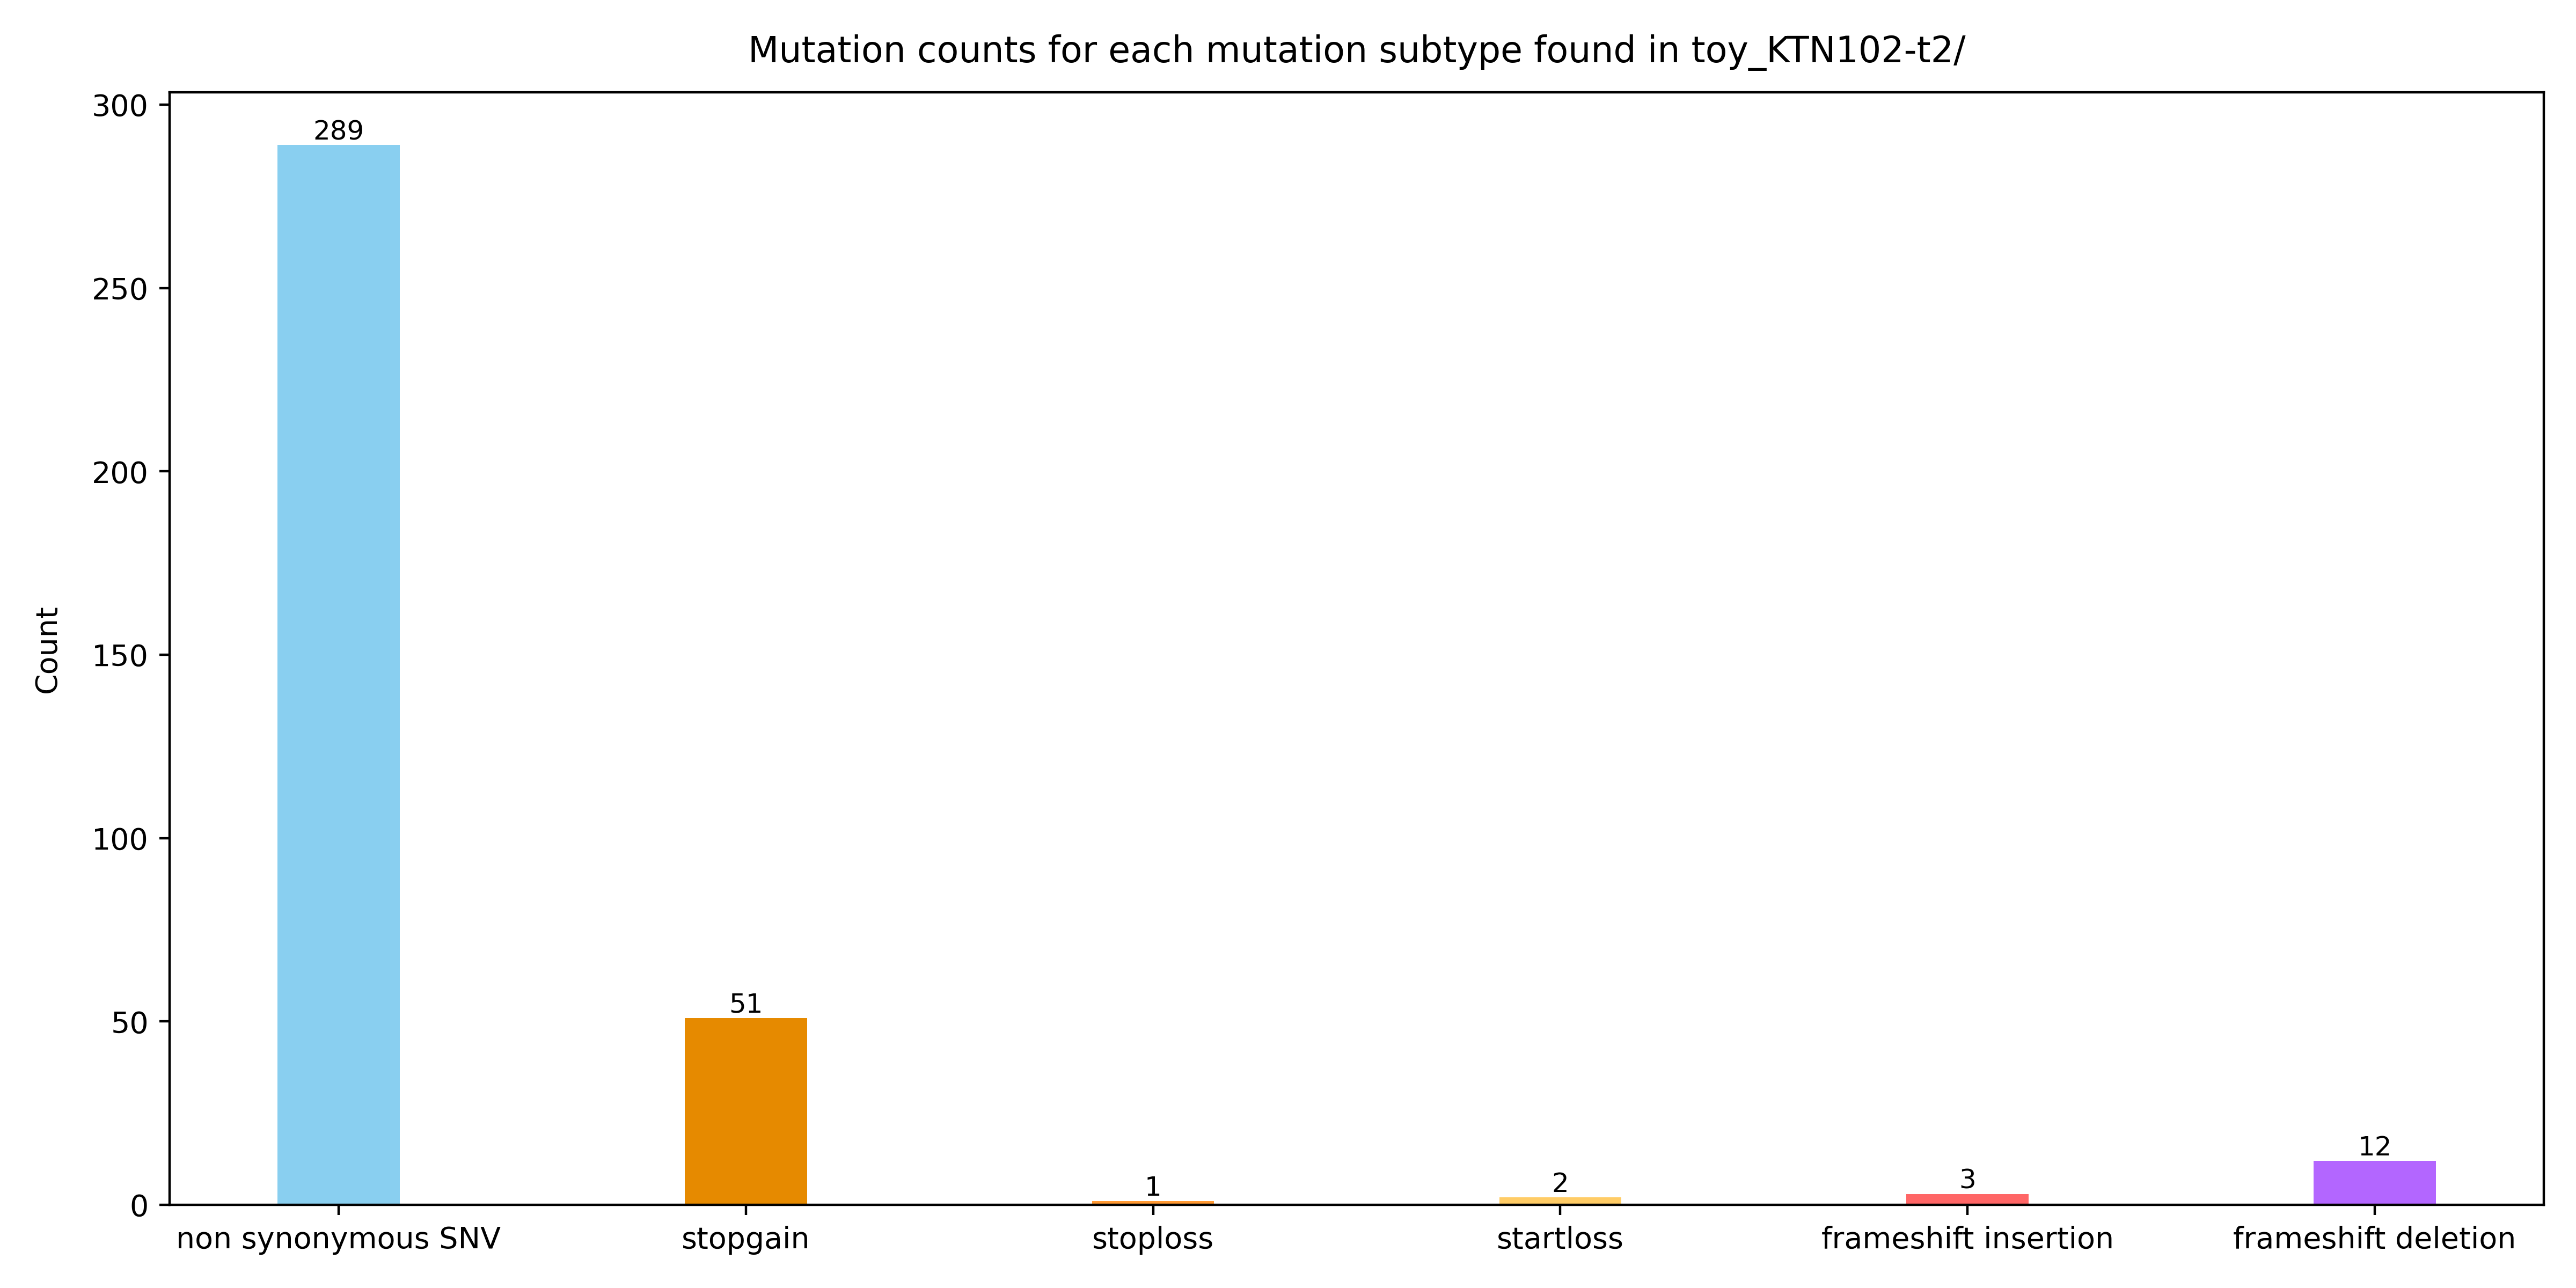 Mutation counts for each mutation subtype found in toy_KTN102-t2/
300
250
200
150
100
50
0
Count
289
51
1
2
3
12
non synonymous SNV
stopgain
stoploss
startloss
frameshift insertion
frameshift deletion